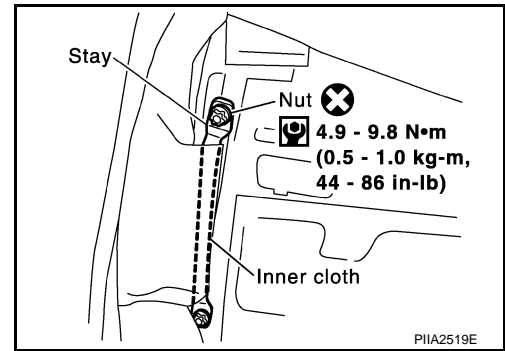 Stay
Nut
4.9 - 9.8 N•m
(0.5 - 1.0 kg-m,
44 - 86 in-lb)
Inner cloth
PIIA2519E